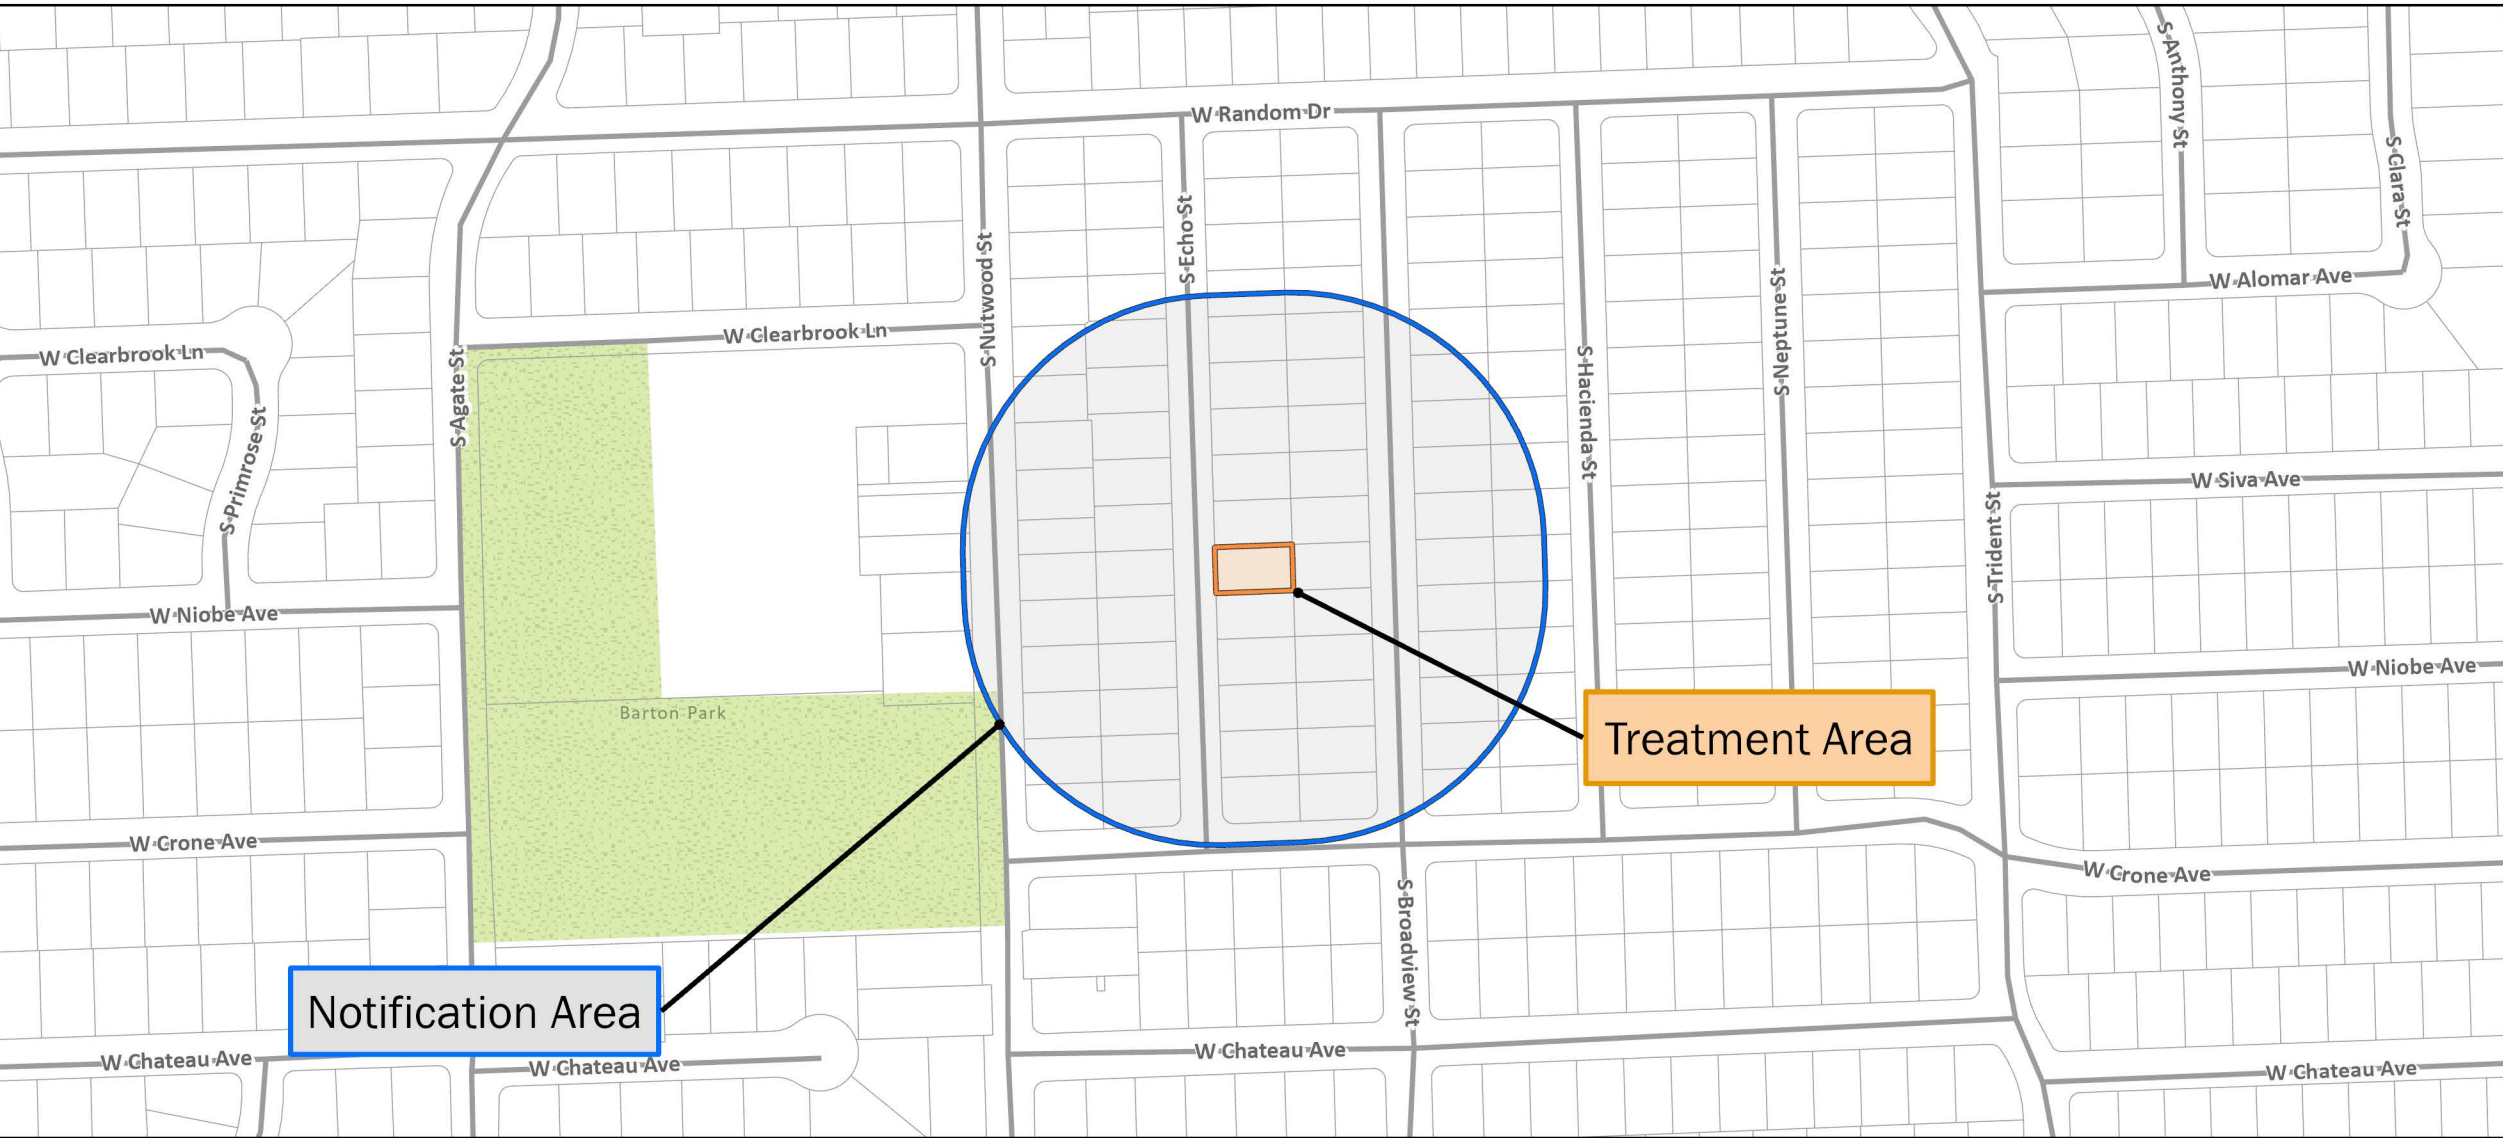 S Anthony St
W Random Dr
S Clara St
S Echo St
S Nutwood St
W Alomar Ave
S Neptune St
W Clearbrook Ln
W Clearbrook Ln
S Agate St
S Hacienda St
S Primrose St
W Siva Ave
S Trident St
W Niobe Ave
W Niobe Ave
Barton Park
Treatment Area
W Crone Ave
W Crone Ave
S Broadview St
Notification Area
W Chateau Ave
W Chateau Ave
W Chateau Ave
W Chateau Ave